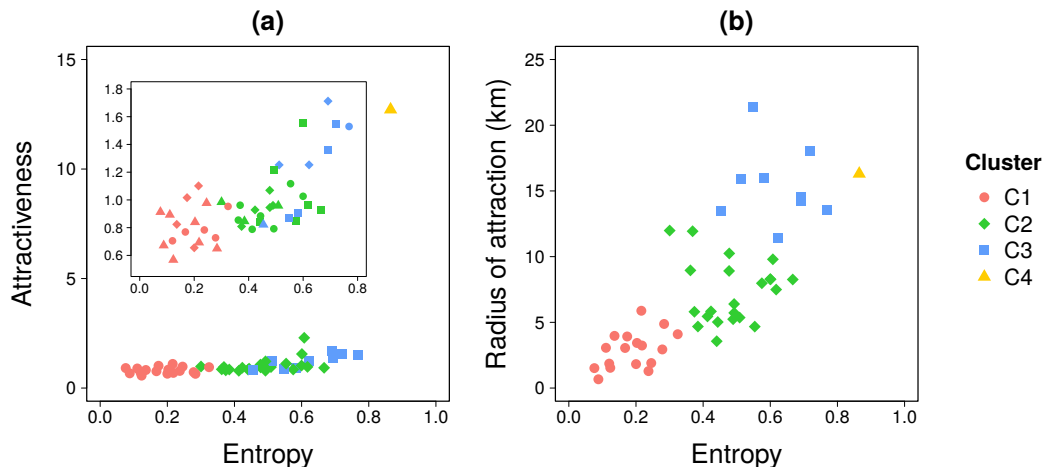 (a)
Attractiveness
15
10
5
0
1.8
1.6
1.4
1.2
1.0
0.8
0.6
0.0 0.2 0.4 0.6 0.8
0.0 0.2 0.4 0.6 0.8 1.0
Entropy
(b)
Radius of attraction (km)
25
20
15
10
5
0
0.0 0.2 0.4 0.6 0.8 1.0
Entropy
Cluster
C1
C2
C3
C4